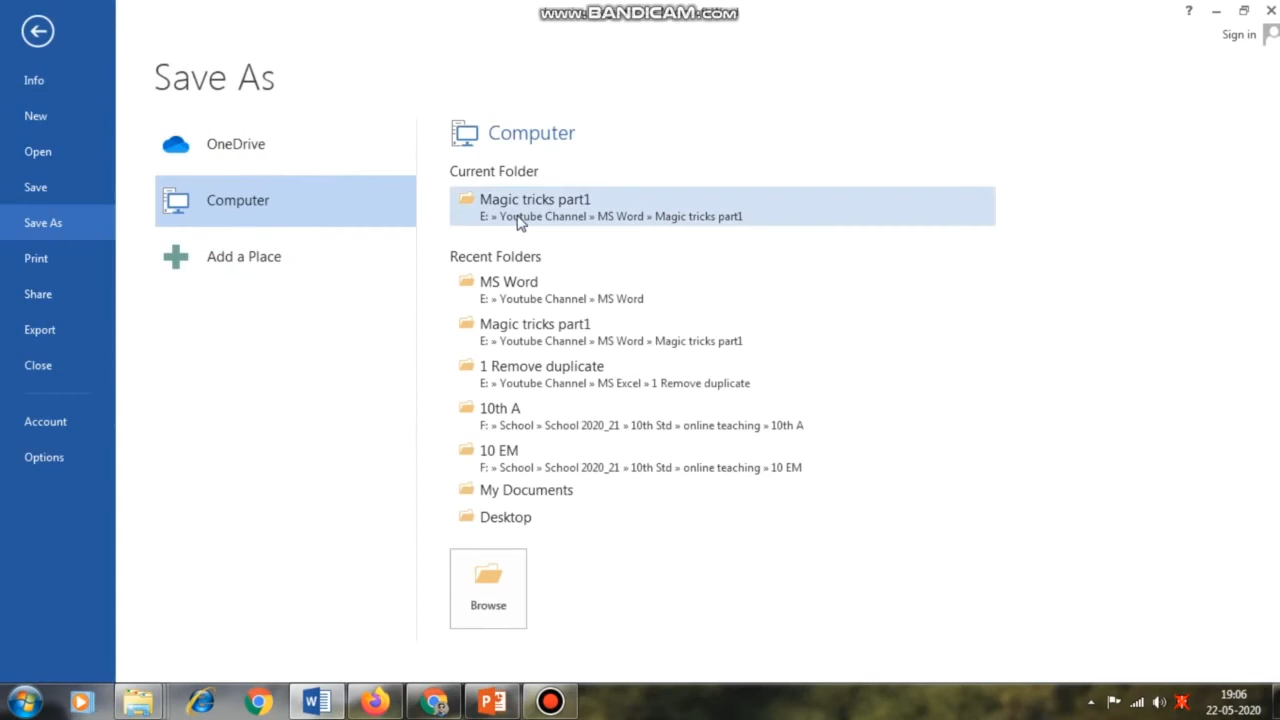 www.BANDICAM.com
?
Sign in
Info
New
Open
Save
Save As
Print
Share
Export
Close
Account
Options
Save As
OneDrive
Computer
Add a Place
Computer
Current Folder
Magic tricks part1
E: » Youtube Channel » MS Word » Magic tricks part1
Recent Folders
MS Word
E: » Youtube Channel » MS Word
Magic tricks part1
E: » Youtube Channel » MS Word » Magic tricks part1
1 Remove duplicate
E: » Youtube Channel » MS Excel » 1 Remove duplicate
10th A
F: » School » School 2020_21 » 10th Std » online teaching » 10th A
10 EM
F: » School » School 2020_21 » 10th Std » online teaching » 10 EM
My Documents
Desktop
Browse
19:06
22-05-2020